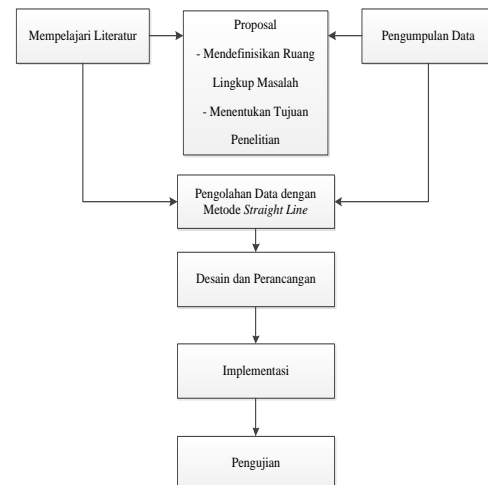 Mempelajari Literatur
Proposal
- Mendefinisikan Ruang
Lingkup Masalah
- Menentukan Tujuan
Penelitian
Pengumpulan Data
Pengolahan Data dengan
Metode Straight Line
Desain dan Perancangan
Implementasi
Pengujian